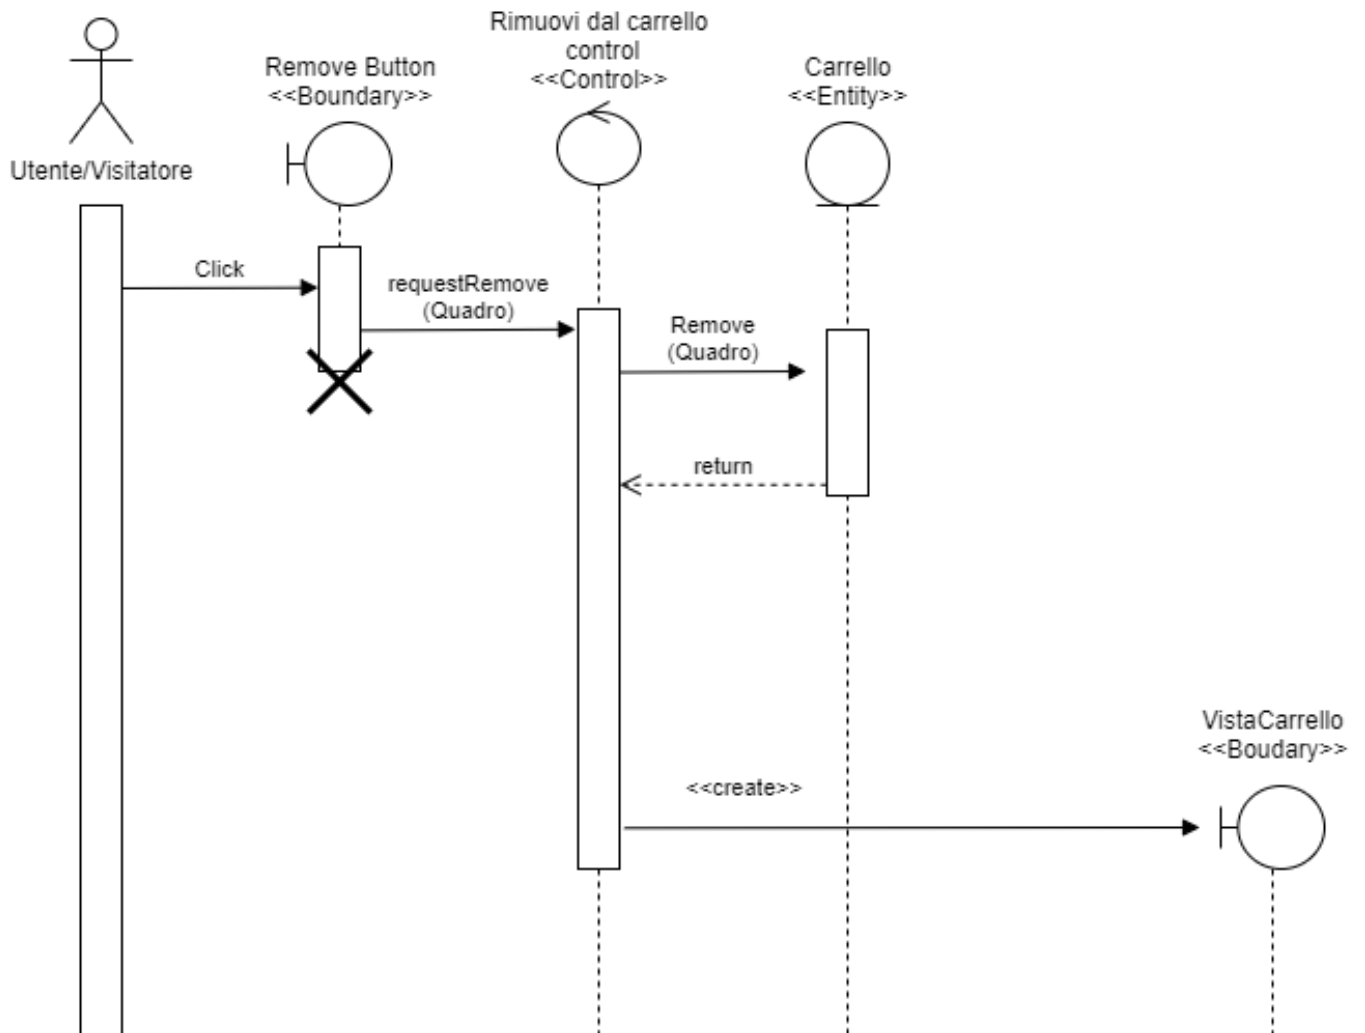 Rimuovi dal carrello
control
<<Control>>
Remove Button
<<Boundary>>
Carrello
<<Entity>>
Utente/Visitatore
Click
requestRemove
(Quadro)
Remove
(Quadro)
return
VistaCarrello
<<Boudary>>
<<create>>